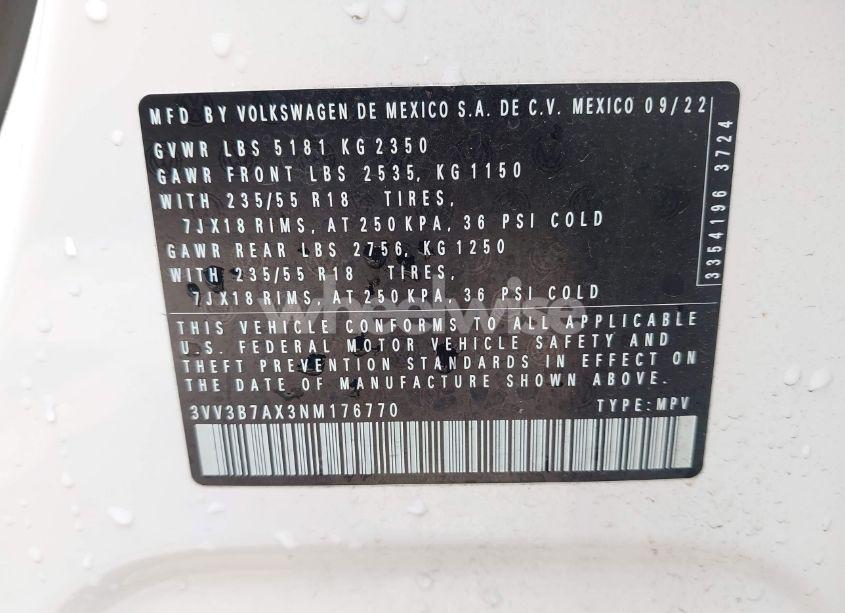 MFD BY VOLKSWAGEN DE MEXICO S.A. DE C.V. MEXICO 09/22
GVWR LBS 5181 KG 2350
GAWR FRONT LBS 2535, KG 1150
WITH 235/55 R18 TIRES,
7JX18 RIMS, AT 250 KPA, 36 PSI COLD
GAWR REAR LBS 2756, KG 1250
WITH 235/55 R18 TIRES,
7JX18 RIMS, AT 250 KPA, 36 PSI COLD
THIS VEHICLE CONFORMS TO ALL APPLICABLE
U.S. FEDERAL MOTOR VEHICLE SAFETY AND
THEFT PREVENTION STANDARDS IN EFFECT ON
THE DATE OF MANUFACTURE SHOWN ABOVE.
3VV3B7AX3NM176770 TYPE: MPV
3354196 3724
wheelwise